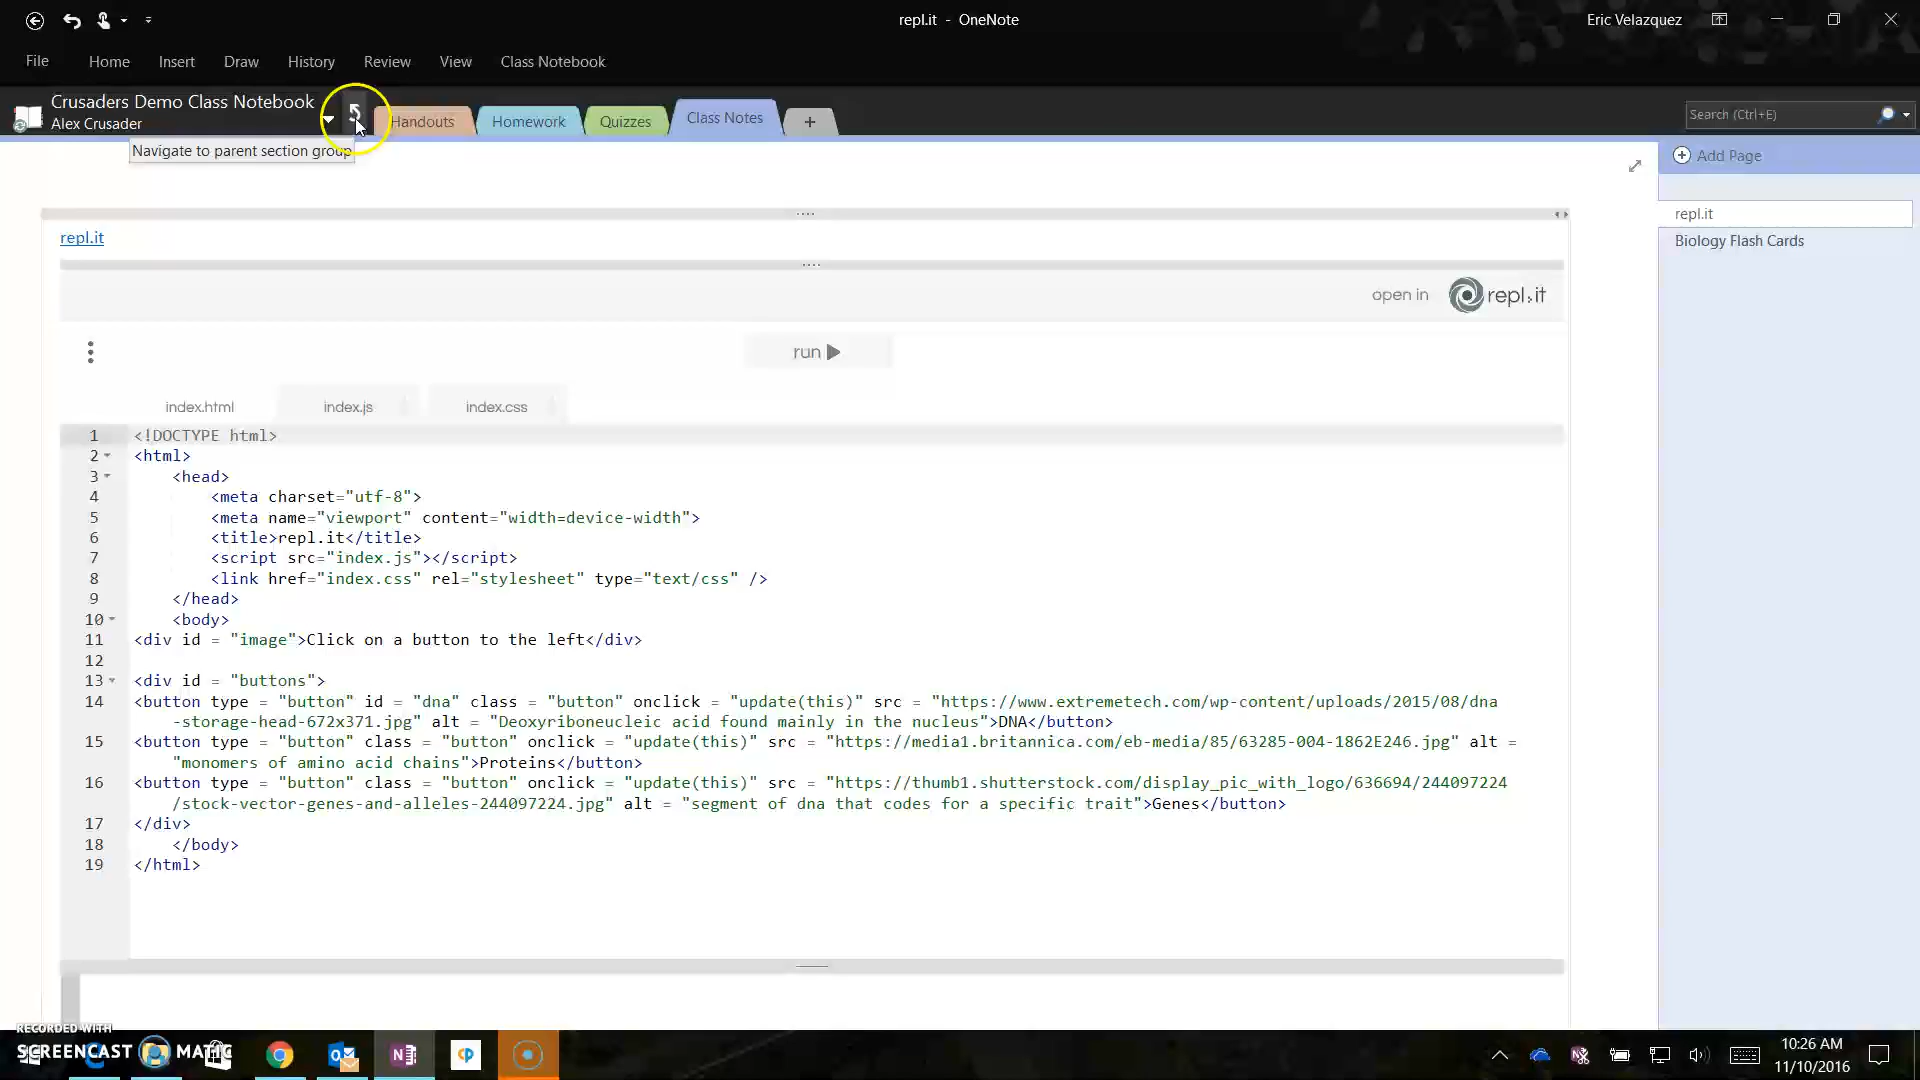 repl.it - OneNote
Eric Velazquez
File Home Insert Draw History Review View Class Notebook
Crusaders Demo Class Notebook
Alex Crusader
Handouts Homework Quizzes Class Notes +
Search (Ctrl+E)
Navigate to parent section group
Add Page
repl.it
Biology Flash Cards
repl.it
open in repl.it
run
index.html index.js index.css
1 <!DOCTYPE html>
2 <html>
3 <head>
4 <meta charset="utf-8">
5 <meta name="viewport" content="width=device-width">
6 <title>repl.it</title>
7 <script src="index.js"></script>
8 <link href="index.css" rel="stylesheet" type="text/css" />
9 </head>
10 <body>
11 <div id = "image">Click on a button to the left</div>
12
13 <div id = "buttons">
14 <button type = "button" id = "dna" class = "button" onclick = "update(this)" src = "https://www.extremetech.com/wp-content/uploads/2015/08/dna
-storage-head-672x371.jpg" alt = "Deoxyriboneucleic acid found mainly in the nucleus">DNA</button>
15 <button type = "button" class = "button" onclick = "update(this)" src = "https://media1.britannica.com/eb-media/85/63285-004-1862E246.jpg" alt =
"monomers of amino acid chains">Proteins</button>
16 <button type = "button" class = "button" onclick = "update(this)" src = "https://thumb1.shutterstock.com/display_pic_with_logo/636694/244097224
/stock-vector-genes-and-alleles-244097224.jpg" alt = "segment of dna that codes for a specific trait">Genes</button>
17 </div>
18 </body>
19 </html>
RECORDED WITH
SCREENCAST MATIC
10:26 AM
11/10/2016